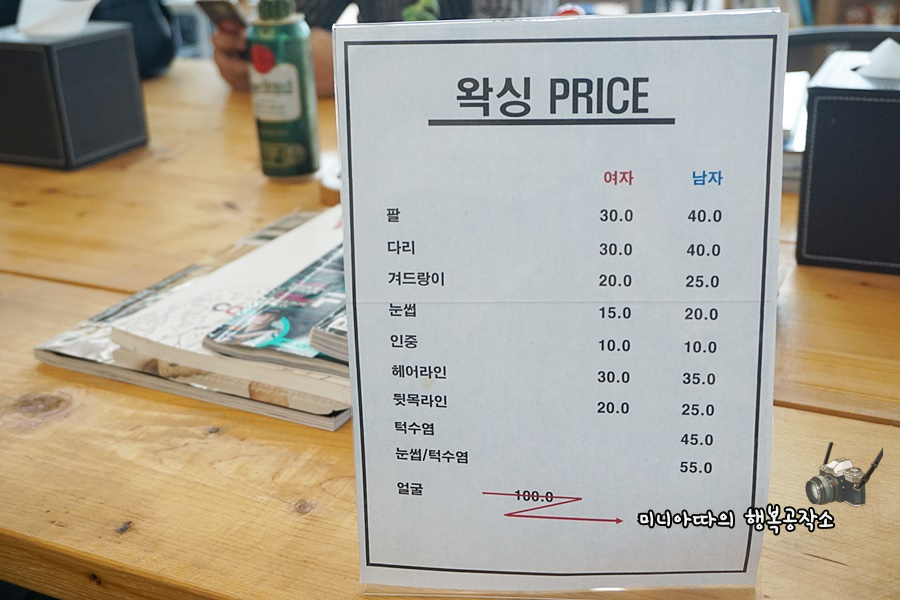 왁싱 PRICE
여자 남자
팔 30.0 40.0
다리 30.0 40.0
겨드랑이 20.0 25.0
눈썹 15.0 20.0
인중 10.0 10.0
헤어라인 30.0 35.0
뒷목라인 20.0 25.0
턱수염 45.0
눈썹/턱수염 55.0
얼굴 100.0
미니아따의 행복공작소